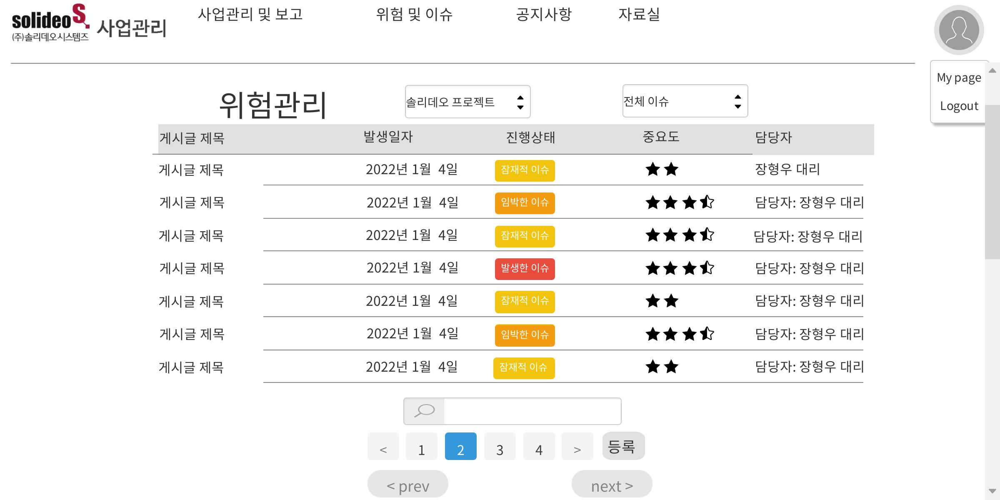 solideo S
(주)솔리데오시스템즈
사업관리
사업관리 및 보고 위험 및 이슈 공지사항 자료실
My page
Logout
위험관리 솔리데오 프로젝트 전체 이슈
게시글 제목 발생일자 진행상태 중요도 담당자
게시글 제목 2022년 1월 4일 잠재적 이슈 장형우 대리
게시글 제목 2022년 1월 4일 임박한 이슈 담당자: 장형우 대리
게시글 제목 2022년 1월 4일 잠재적 이슈 담당자: 장형우 대리
게시글 제목 2022년 1월 4일 발생한 이슈 담당자: 장형우 대리
게시글 제목 2022년 1월 4일 잠재적 이슈 담당자: 장형우 대리
게시글 제목 2022년 1월 4일 임박한 이슈 담당자: 장형우 대리
게시글 제목 2022년 1월 4일 잠재적 이슈 담당자: 장형우 대리
< 1 2 3 4 > 등록
< prev next >